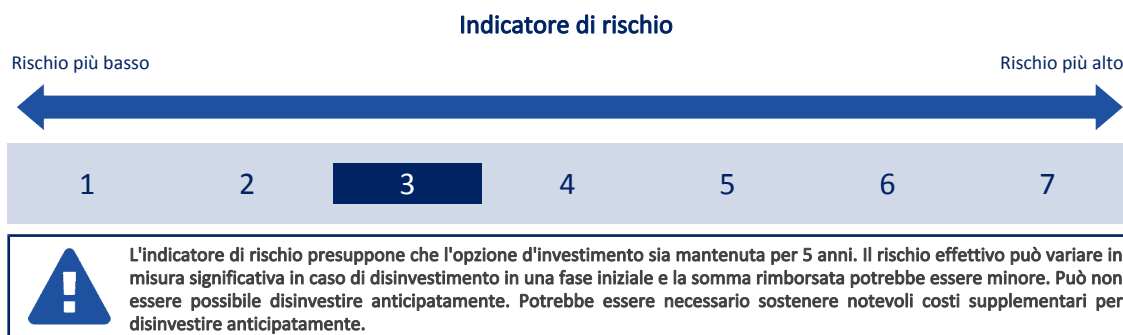 Indicatore di rischio
Rischio più basso
Rischio più alto
1 2 3 4 5 6 7
L'indicatore di rischio presuppone che l'opzione d'investimento sia mantenuta per 5 anni. Il rischio effettivo può variare in
misura significativa in caso di disinvestimento in una fase iniziale e la somma rimborsata potrebbe essere minore. Può non
essere possibile disinvestire anticipatamente. Potrebbe essere necessario sostenere notevoli costi supplementari per
disinvestire anticipatamente.